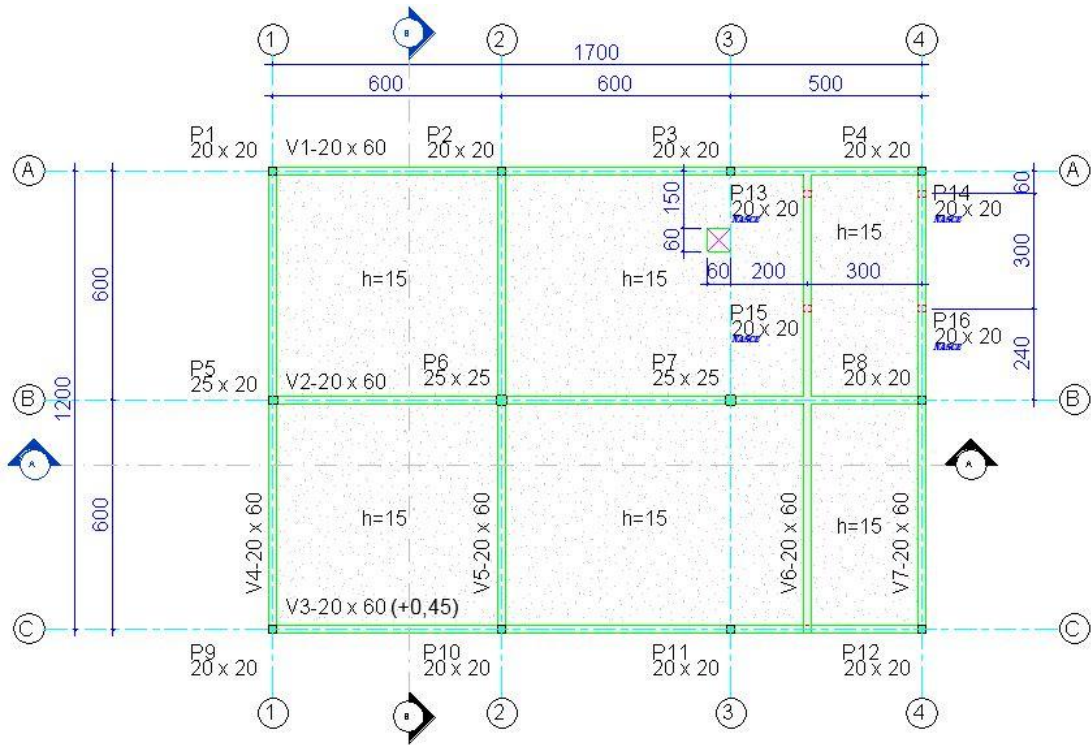 1
B
2
3
4
1700
600
600
500
P1
20 x 20
V1-20 x 60
P2
20 x 20
P3
20 x 20
P4
20 x 20
A
A
60
150
P13
20 x 20
Nasce
P14
20 x 20
Nasce
60
h=15
h=15
h=15
60
200
300
300
600
600
P15
20 x 20
Nasce
P16
20 x 20
Nasce
240
P5
25 x 20
V2-20 x 60
P6
25 x 25
P7
25 x 25
P8
20 x 20
B
B
1200
A
A
600
h=15
h=15
h=15
V4-20 x 60
V5-20 x 60
V6-20 x 60
V7-20 x 60
V3-20 x 60 (+0,45)
C
C
P9
20 x 20
P10
20 x 20
P11
20 x 20
P12
20 x 20
1
B
2
3
4